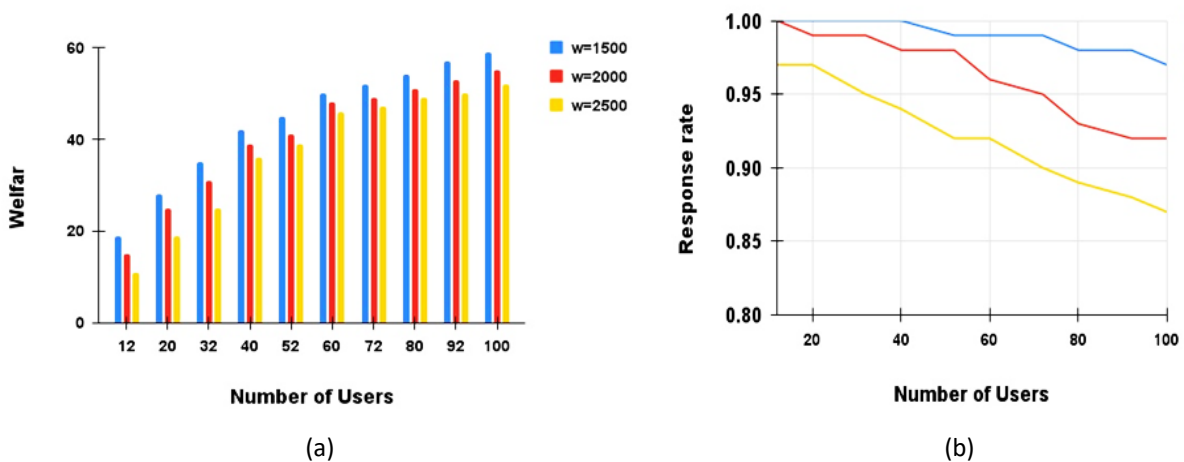 60
40
20
0
Welfar
12 20 32 40 52 60 72 80 92 100
Number of Users
w=1500
w=2000
w=2500
(a)
1.00
0.95
0.90
0.85
0.80
Response rate
20 40 60 80 100
Number of Users
(b)